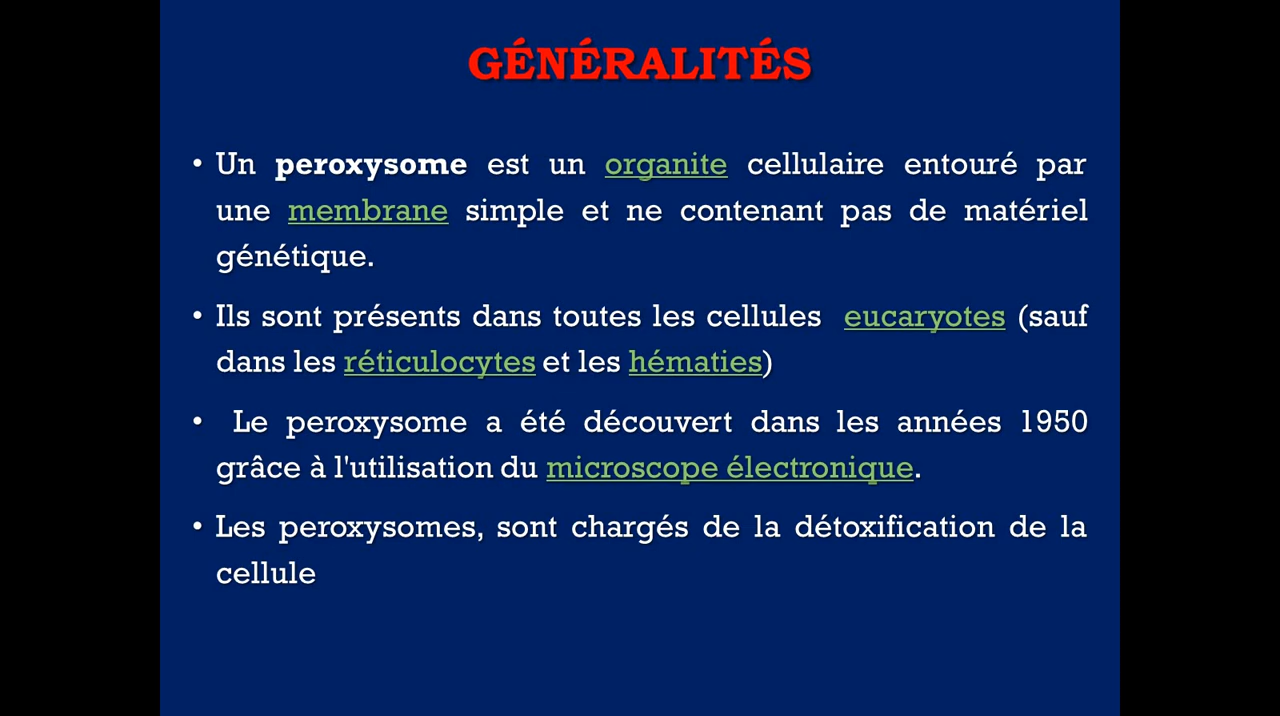 GÉNÉRALITÉS
• Un peroxysome est un organite cellulaire entouré par
une membrane simple et ne contenant pas de matériel
génétique.
• Ils sont présents dans toutes les cellules eucaryotes (sauf
dans les réticulocytes et les hématies)
• Le peroxysome a été découvert dans les années 1950
grâce à l'utilisation du microscope électronique.
• Les peroxysomes, sont chargés de la détoxification de la
cellule